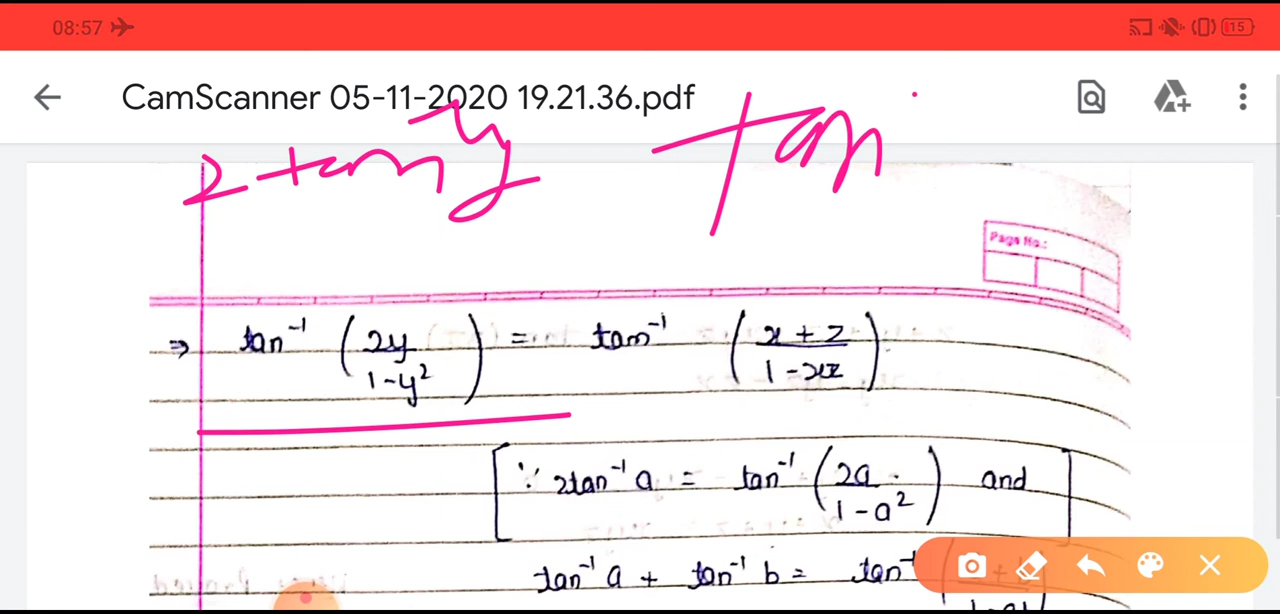 08:57
15
CamScanner 05-11-2020 19.21.36.pdf
2 tan⁻¹ y tan
Page No.:
⇒ tan⁻¹ (2y / 1-y²) = tan⁻¹ (x + z / 1 - xz)
[∵ 2tan⁻¹ a = tan⁻¹ (2a / 1 - a²) and]
tan⁻¹ a + tan⁻¹ b = tan⁻¹